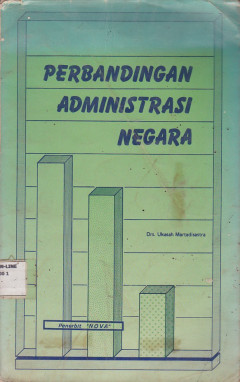 PERBANDINGAN
ADMINISTRASI
NEGARA
Drs. Ukasah Martadisastra
Penerbit "NOVA"